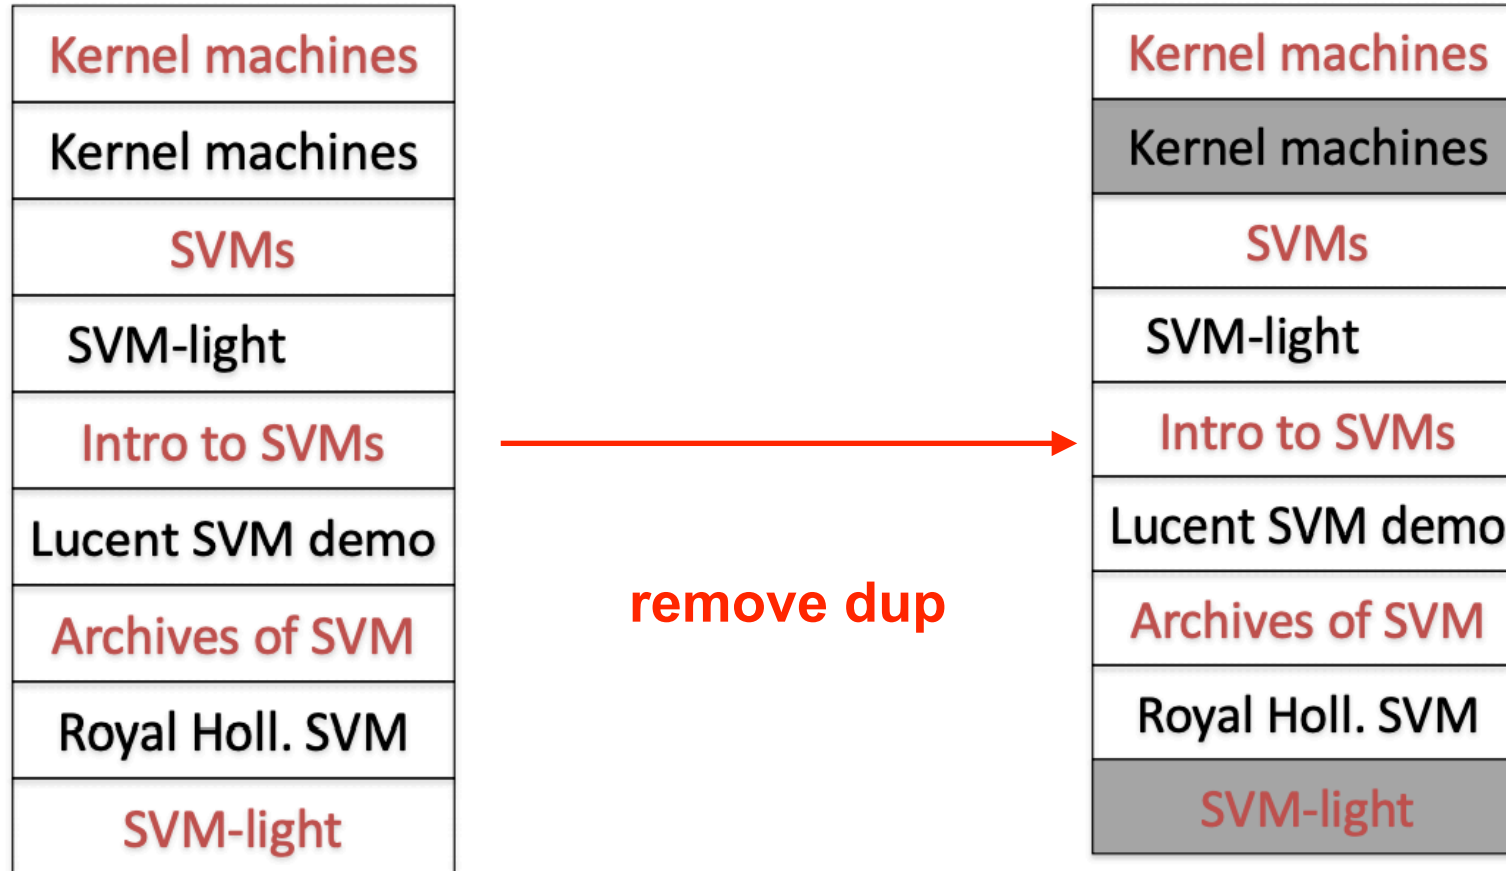 Kernel machines
Kernel machines
SVMs
SVM-light
Intro to SVMs
Lucent SVM demo
Archives of SVM
Royal Holl. SVM
SVM-light
remove dup
Kernel machines
Kernel machines
SVMs
SVM-light
Intro to SVMs
Lucent SVM demo
Archives of SVM
Royal Holl. SVM
SVM-light